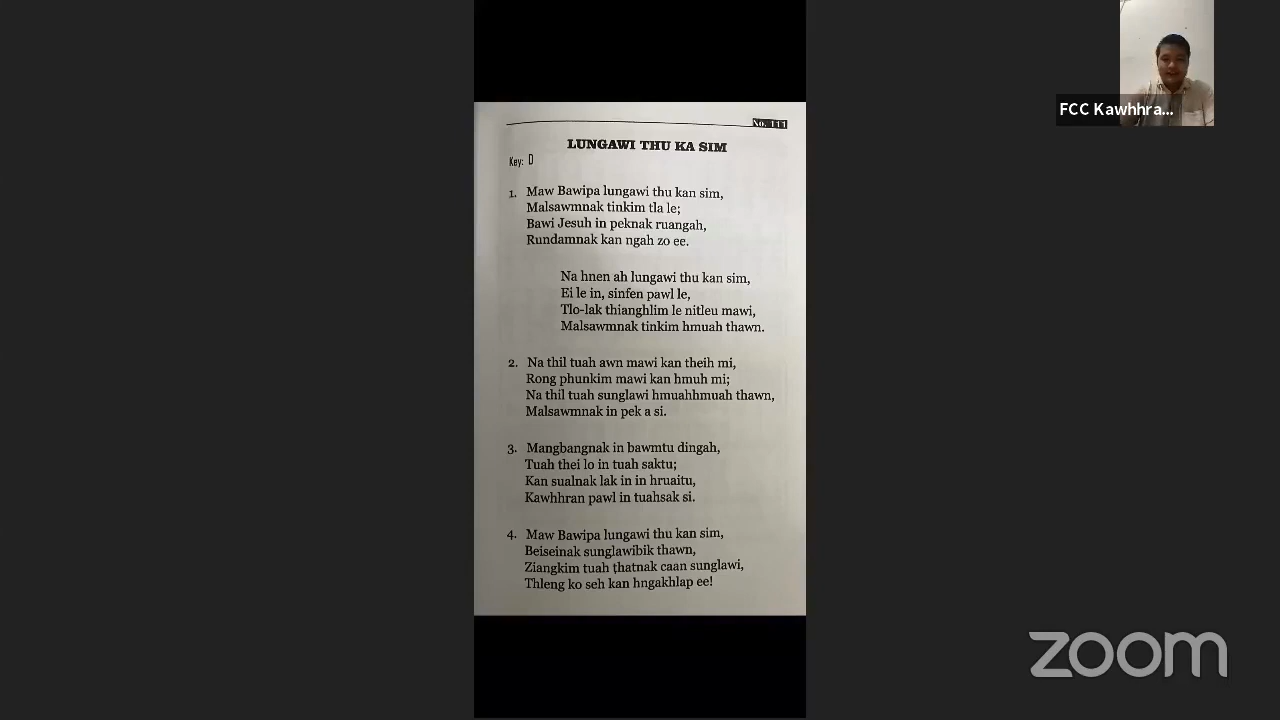 FCC Kawhhra...
No. 111
LUNGAWI THU KA SIM
Key: D
1. Maw Bawipa lungawi thu kan sim,
Malsawmnak tinkim tla le;
Bawi Jesuh in peknak ruangah,
Rundamnak kan ngah zo ee.
Na hnen ah lungawi thu kan sim,
Ei le in, sinfen pawl le,
Tlo-lak thianghlim le nitleu mawi,
Malsawmnak tinkim hmuah thawn.
2. Na thil tuah awn mawi kan theih mi,
Rong phunkim mawi kan hmuh mi;
Na thil tuah sunglawi hmuahhmuah thawn,
Malsawmnak in pek a si.
3. Mangbangnak in bawmtu dingah,
Tuah thei lo in tuah saktu;
Kan sualnak lak in in hruaitu,
Kawhhran pawl in tuahsak si.
4. Maw Bawipa lungawi thu kan sim,
Beiseinak sunglawibik thawn,
Ziangkim tuah ṭhatnak caan sunglawi,
Thleng ko seh kan hngakhlap ee!
zoom